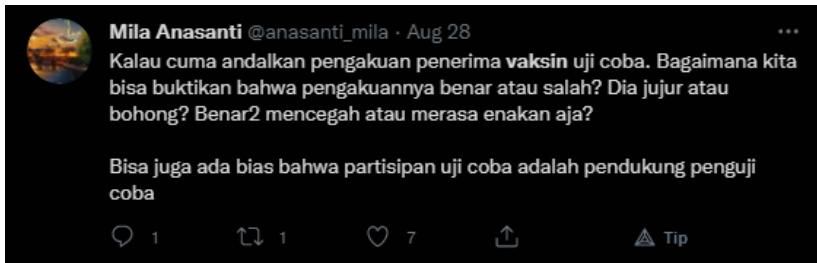 Mila Anasanti @anasanti_mila · Aug 28
Kalau cuma andalkan pengakuan penerima vaksin uji coba. Bagaimana kita
bisa buktikan bahwa pengakuannya benar atau salah? Dia jujur atau
bohong? Benar2 mencegah atau merasa enakan aja?
Bisa juga ada bias bahwa partisipan uji coba adalah pendukung penguji
coba
1 1 7 Tip